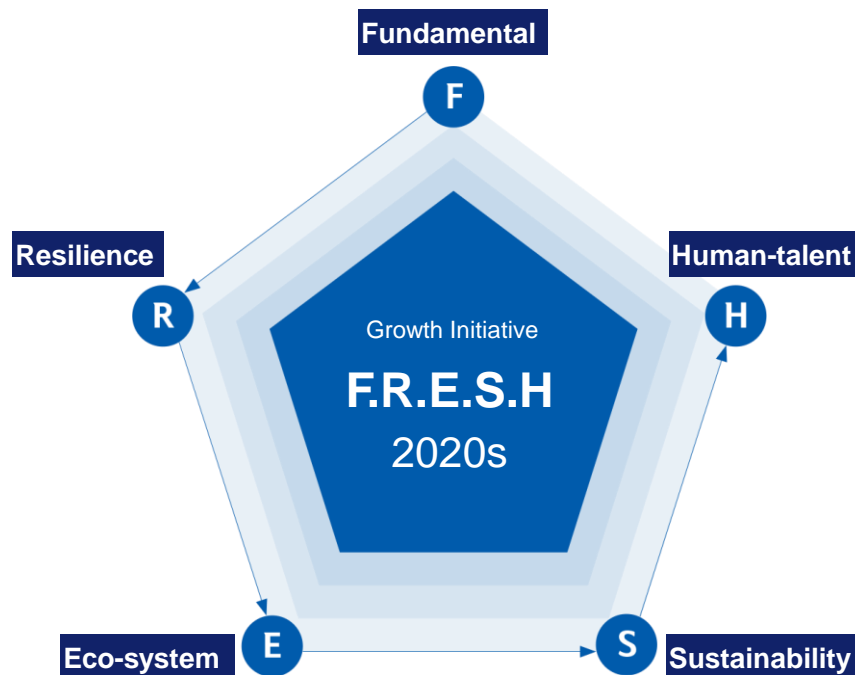 Fundamental
F
Resilience
Human-talent
R
H
Growth Initiative
F.R.E.S.H
2020s
Eco-system
E
S
Sustainability